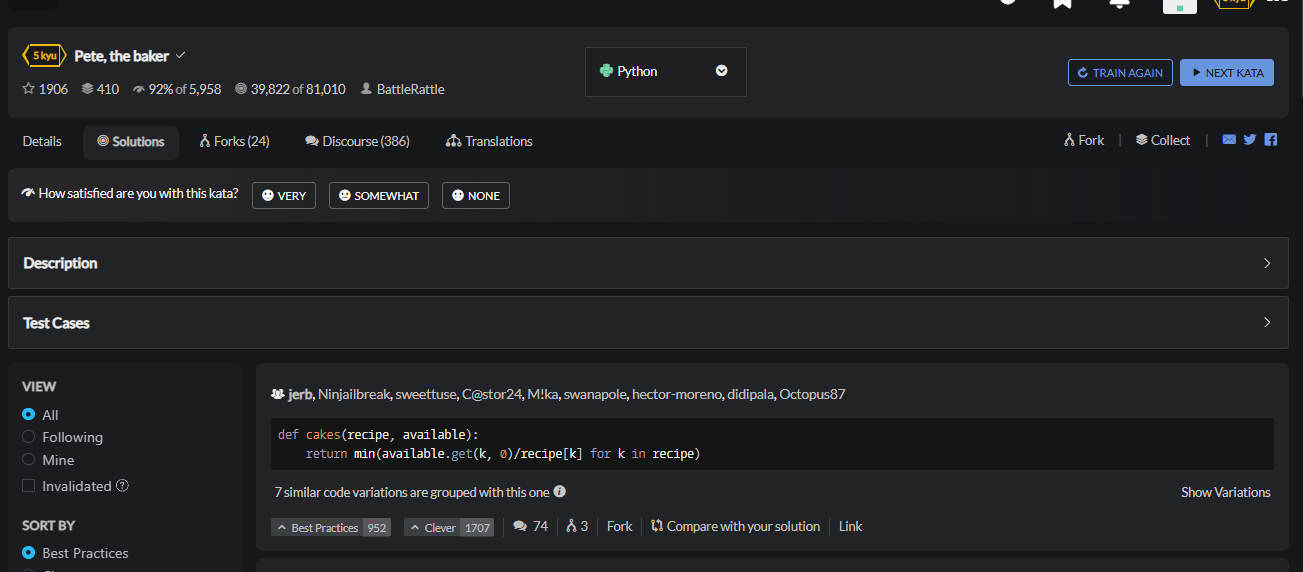 5 kyu Pete, the baker
Python
TRAIN AGAIN NEXT KATA
1906 410 92% of 5,958 39,822 of 81,010 BattleRattle
Details Solutions Forks (24) Discourse (386) Translations Fork | Collect |
How satisfied are you with this kata? VERY SOMEWHAT NONE
Description
Test Cases
VIEW
All
Following
Mine
Invalidated
SORT BY
Best Practices
jerb, Ninjailbreak, sweettuse, C@stor24, M!ka, swanapole, hector-moreno, didipala, Octopus87
def cakes(recipe, available):
    return min(available.get(k, 0)/recipe[k] for k in recipe)
7 similar code variations are grouped with this one Show Variations
Best Practices 952 Clever 1707 74 3 Fork Compare with your solution Link